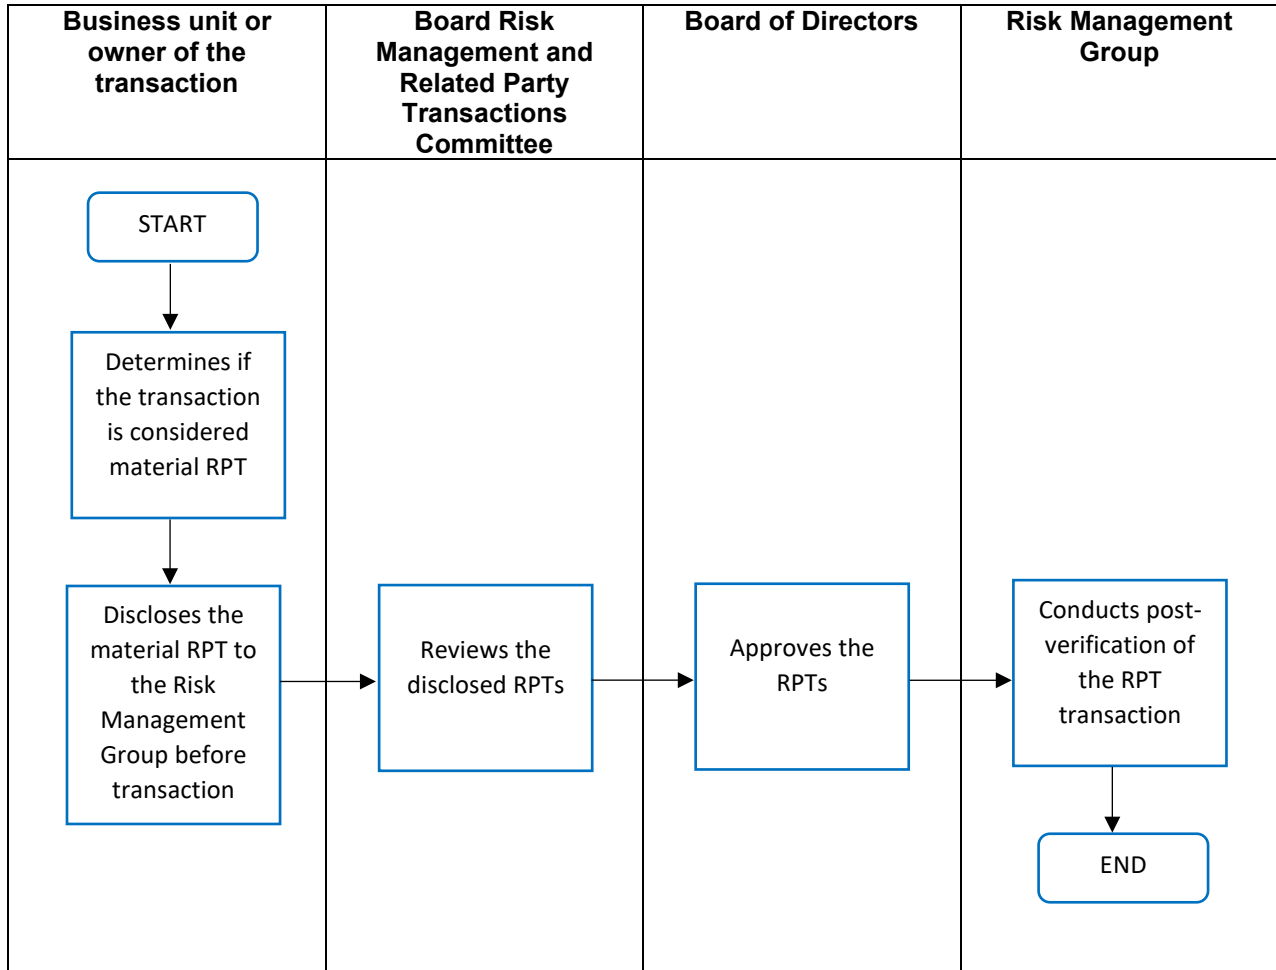 Business unit or
owner of the
transaction
Board Risk
Management and
Related Party
Transactions
Committee
Board of Directors
Risk Management
Group
START
Determines if
the transaction
is considered
material RPT
Discloses the
material RPT to
the Risk
Management
Group before
transaction
Reviews the
disclosed RPTs
Approves the
RPTs
Conducts post-
verification of
the RPT
transaction
END